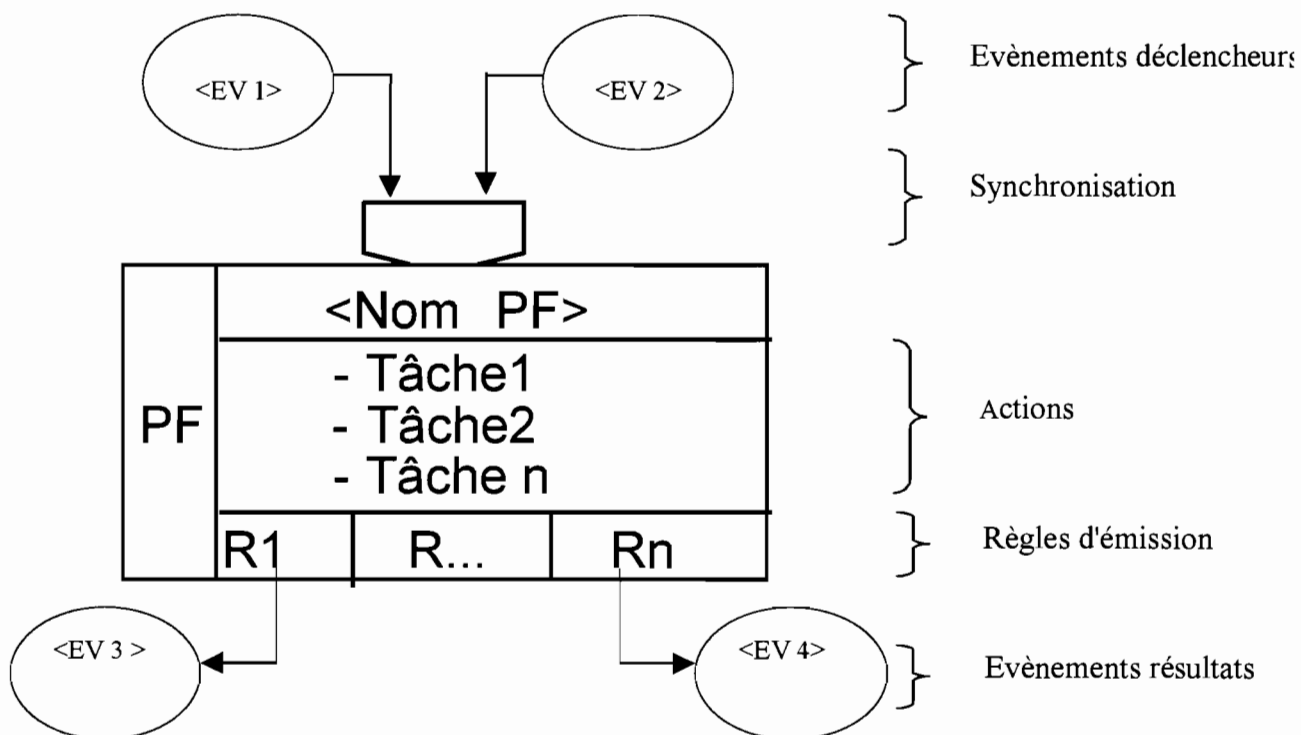 <EV 1>
<EV 2>
Evènements déclencheurs
Synchronisation
<Nom PF>
PF
- Tâche1
- Tâche2
- Tâche n
Actions
R1
R...
Rn
Règles d'émission
<EV 3 >
<EV 4>
Evènements résultats